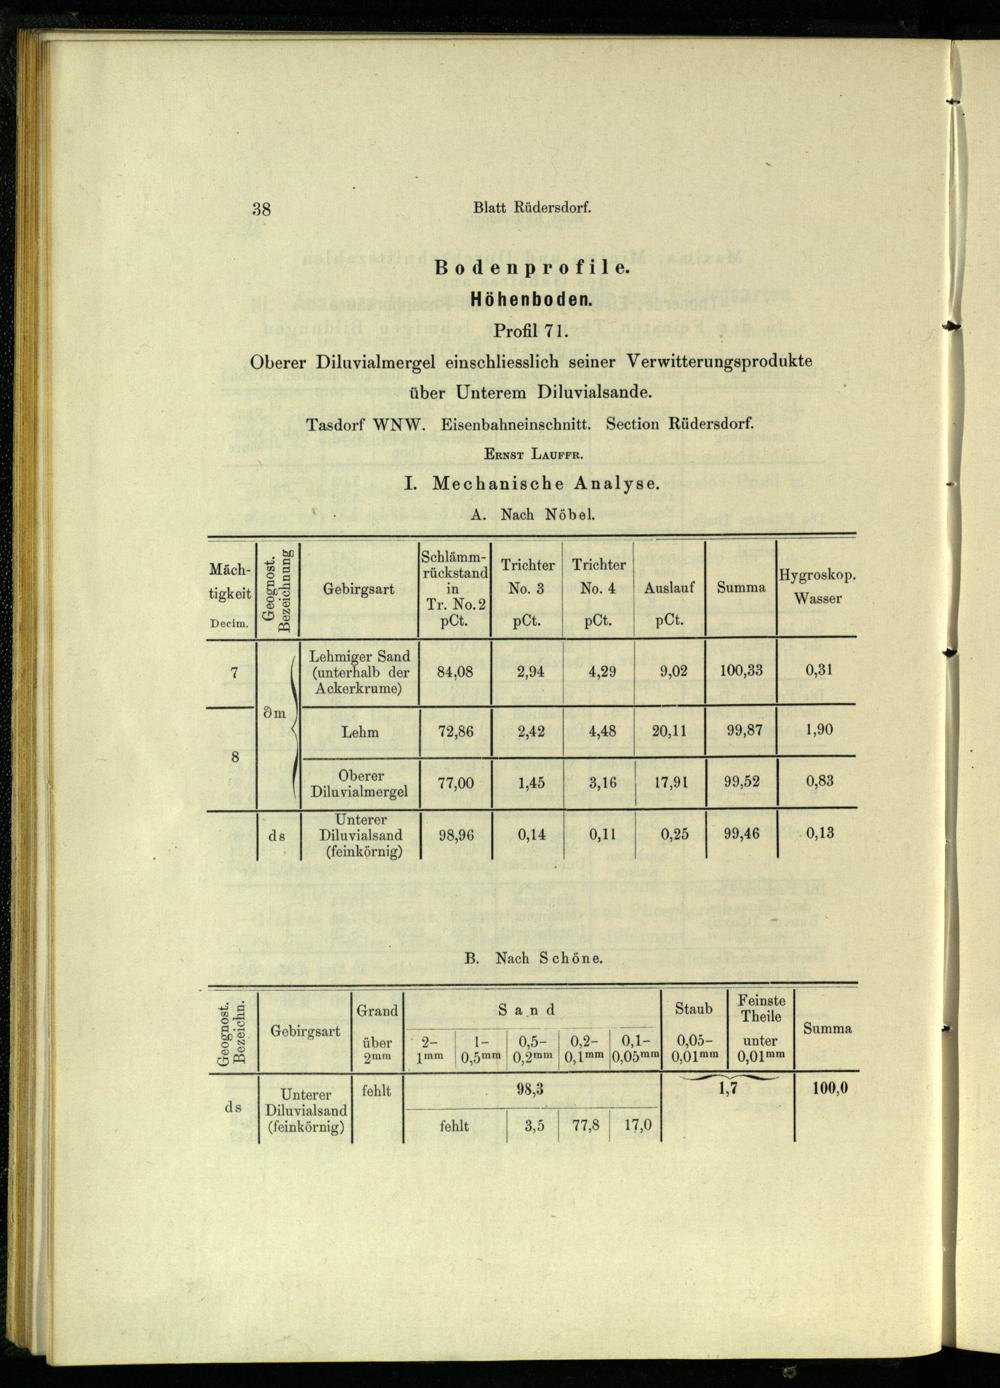 38 Blatt Rüdersdorf.
Bodenprofile.
Höhenboden.
Profil 71.
Oberer Diluvialmergel einschliesslich seiner Verwitterungsprodukte
über Unterem Diluvialsande.
Tasdorf WNW. Eisenbahneinschnitt. Section Rüdersdorf.
ERNST LAUFFR.
I. Mechanische Analyse.
A. Nach Nöbel.
Mäch-
tigkeit
Decim.
Geognost.
Bezeichnung
Gebirgsart
Schlämm-
rückstand
in
Tr. No. 2
pCt.
Trichter
No. 3
pCt.
Trichter
No. 4
pCt.
Auslauf
pCt.
Summa
Hygroskop.
Wasser
7
Lehmiger Sand
(unterhalb der
Ackerkrume)
84,08 2,94 4,29 9,02 100,33 0,31
∂m
Lehm 72,86 2,42 4,48 20,11 99,87 1,90
8
Oberer
Diluvialmergel
77,00 1,45 3,16 17,91 99,52 0,83
ds
Unterer
Diluvialsand
(feinkörnig)
98,96 0,14 0,11 0,25 99,46 0,13
B. Nach Schöne.
Geognost.
Bezeichn.
Gebirgsart
Grand
über
2mm
Sand
2–
1mm
1–
0,5mm
0,5–
0,2mm
0,2–
0,1mm
0,1–
0,05mm
Staub
0,05–
0,01mm
Feinste
Theile
unter
0,01mm
Summa
ds
Unterer
Diluvialsand
(feinkörnig)
fehlt 98,3 1,7 100,0
fehlt 3,5 77,8 17,0